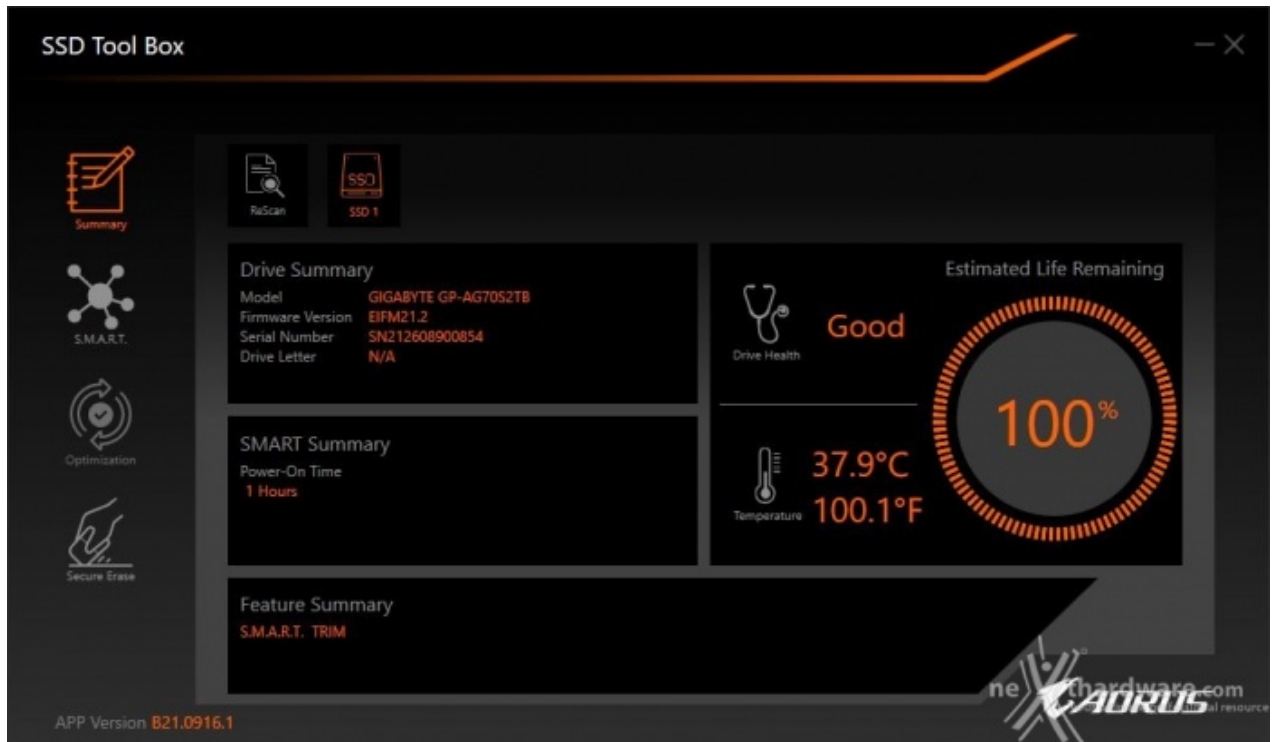 SSD Tool Box
Summary
S.M.A.R.T.
Optimization
Secure Erase
ReScan
SSD
SSD 1
Drive Summary
Model GIGABYTE GP-AG70S2TB
Firmware Version EIFM21.2
Serial Number SN212608900854
Drive Letter N/A
SMART Summary
Power-On Time
1 Hours
Feature Summary
S.M.A.R.T. TRIM
Drive Health
Good
Temperature
37.9°C
100.1°F
Estimated Life Remaining
100%
APP Version B21.0916.1
AORUS